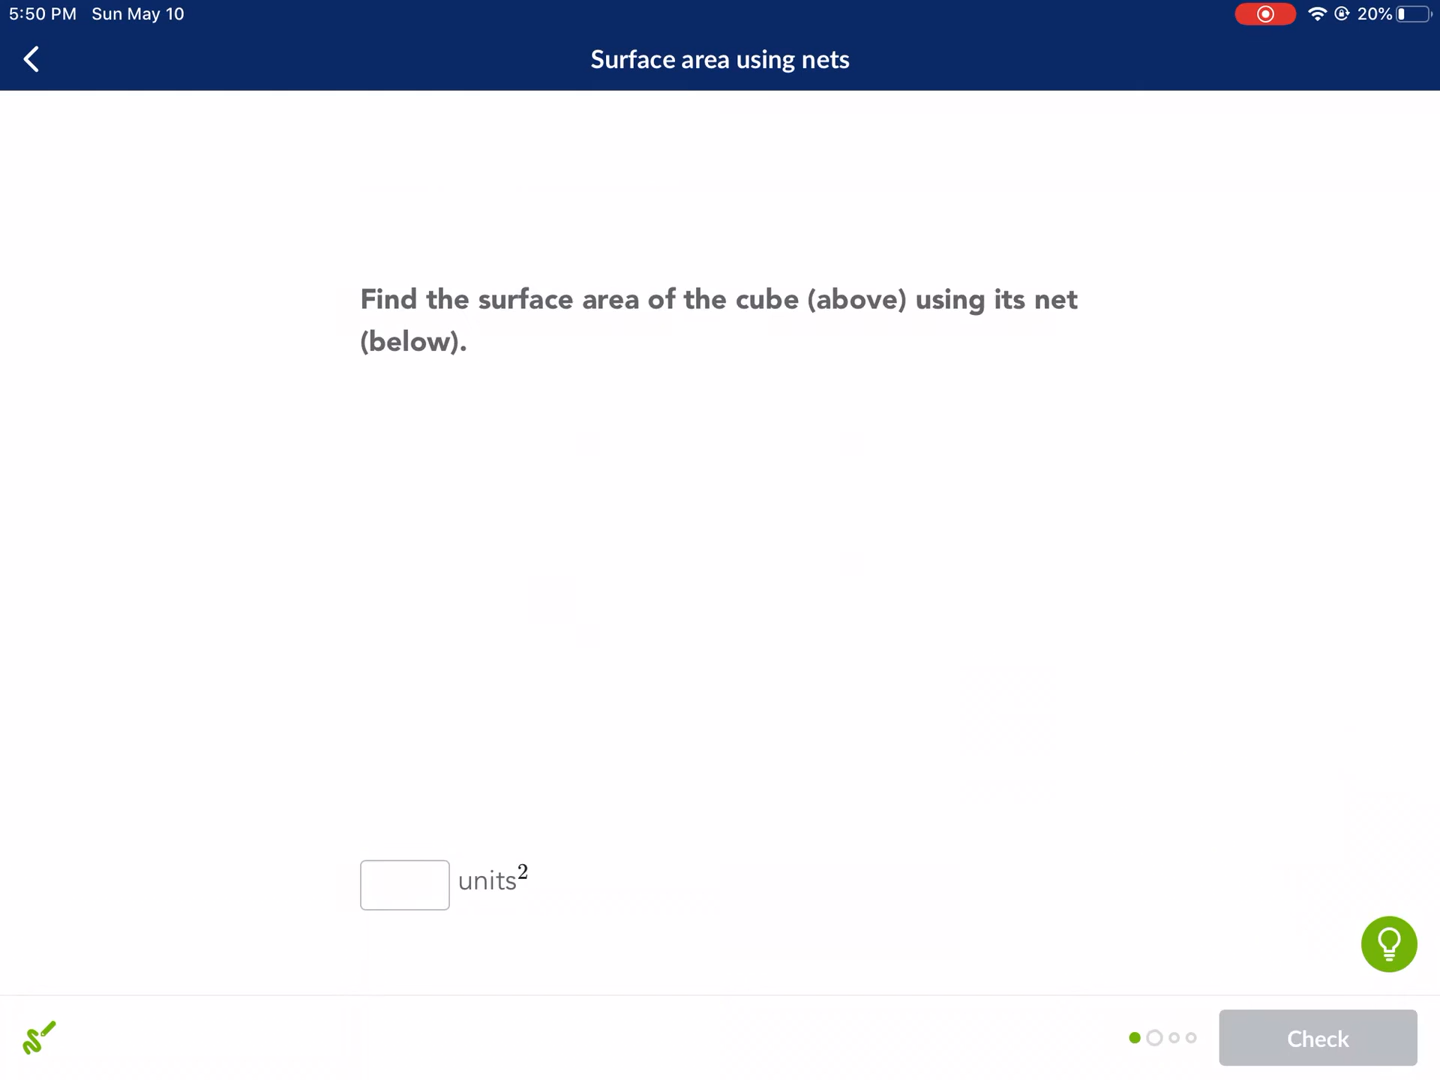 5:50 PM Sun May 10
20%
Surface area using nets
Find the surface area of the cube (above) using its net
(below).
units²
Check